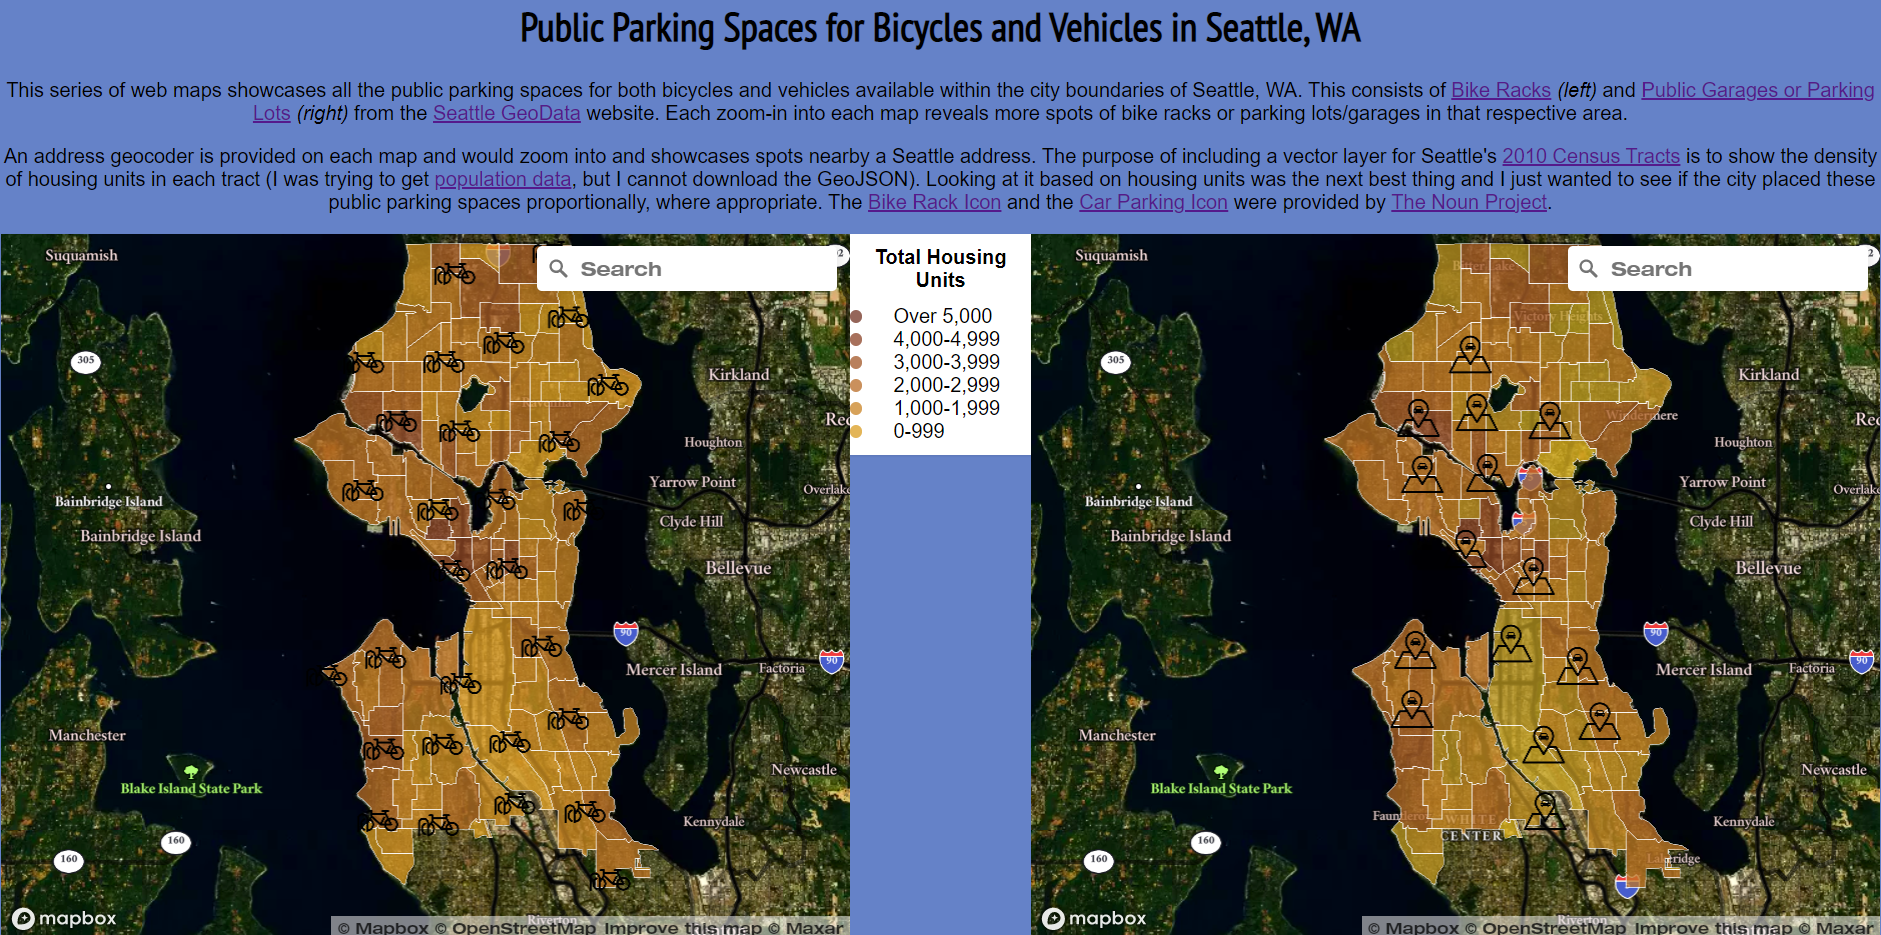 Public Parking Spaces for Bicycles and Vehicles in Seattle, WA
This series of web maps showcases all the public parking spaces for both bicycles and vehicles available within the city boundaries of Seattle, WA. This consists of Bike Racks (left) and Public Garages or Parking
Lots (right) from the Seattle GeoData website. Each zoom-in into each map reveals more spots of bike racks or parking lots/garages in that respective area.
An address geocoder is provided on each map and would zoom into and showcases spots nearby a Seattle address. The purpose of including a vector layer for Seattle's 2010 Census Tracts is to show the density
of housing units in each tract (I was trying to get population data, but I cannot download the GeoJSON). Looking at it based on housing units was the next best thing and I just wanted to see if the city placed these
public parking spaces proportionally, where appropriate. The Bike Rack Icon and the Car Parking Icon were provided by The Noun Project.
Suquamish
Search
2
305
Kirkland
Ravenna
Rec
Houghton
Yarrow Point
Overlake
Bainbridge Island
Clyde Hill
Bainbridge Island
Bellevue
90
Mercer Island
Factoria
90
Manchester
Newcastle
Blake Island State Park
Kennydale
160
160
Riverton
mapbox
© Mapbox © OpenStreetMap Improve this map © Maxar
Total Housing
Units
Over 5,000
4,000-4,999
3,000-3,999
2,000-2,999
1,000-1,999
0-999
Suquamish
Bitter Lake
Search
2
Victory Heights
305
Kirkland
Windermere
Rec
Houghton
Yarrow Point
Overlake
Bainbridge Island
Clyde Hill
Bainbridge Island
Bellevue
90
Mercer Island
Factoria
90
Manchester
Newcastle
Blake Island State Park
Fauntlero
WHITE
CENTER
Kennydale
160
160
Lakeridge
Riverton
mapbox
© Mapbox © OpenStreetMap Improve this map © Maxar